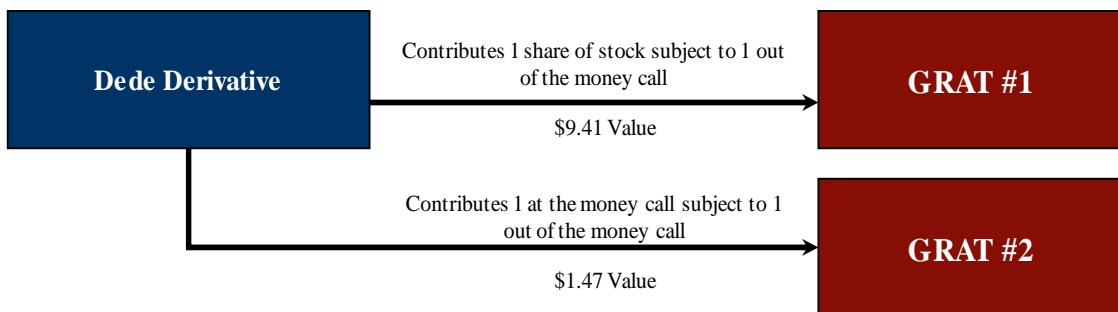 Dede Derivative
Contributes 1 share of stock subject to 1 out
of the money call
$9.41 Value
GRAT #1
Contributes 1 at the money call subject to 1
out of the money call
$1.47 Value
GRAT #2